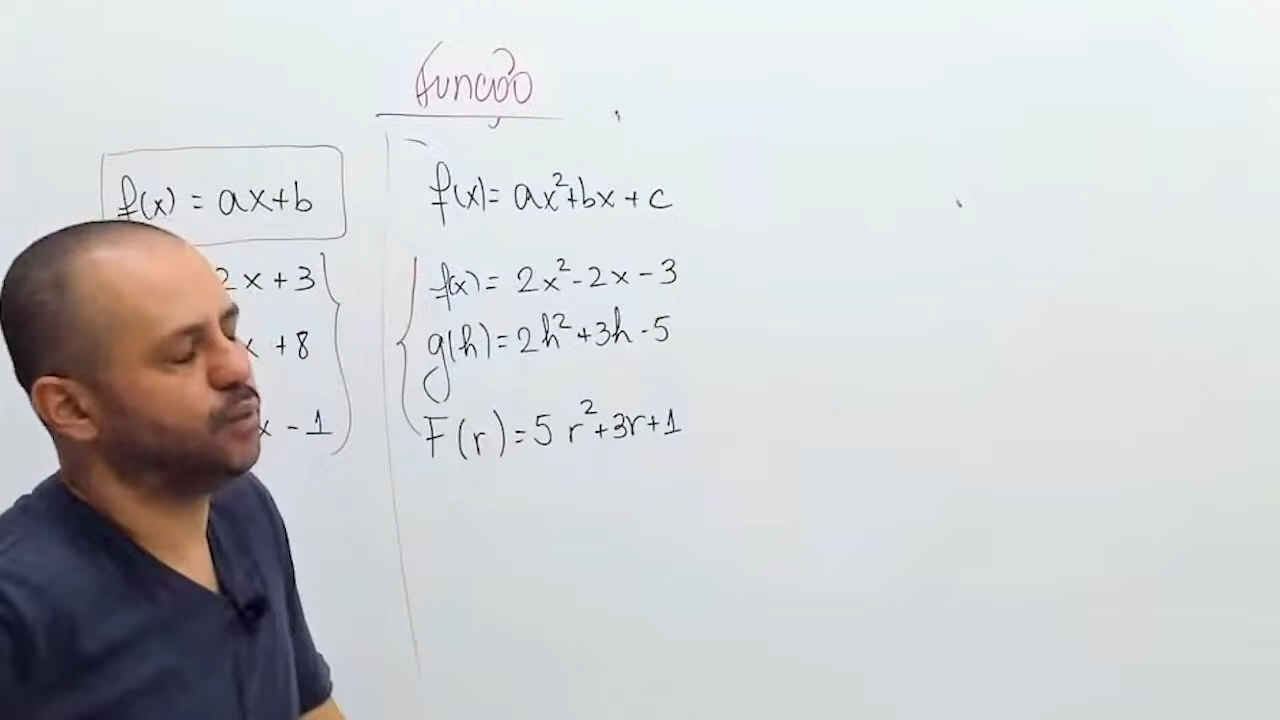 Função
f(x) = ax+b
2x + 3
x + 8
x - 1
f(x) = ax²+bx + c
f(x) = 2x² - 2x - 3
g(h) = 2h² + 3h - 5
F(r) = 5r² + 3r + 1